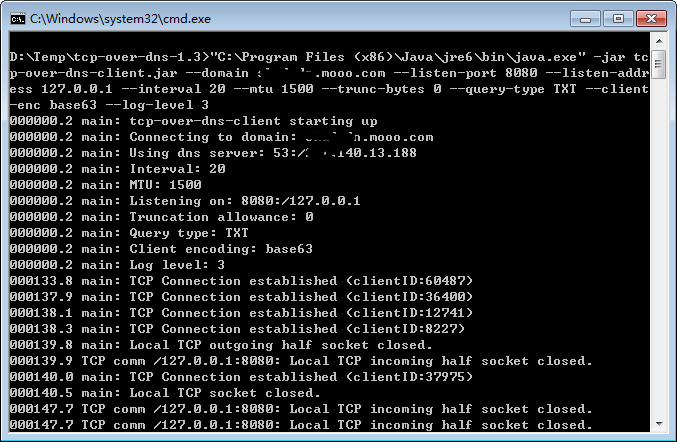 C:\Windows\system32\cmd.exe
D:\Temp\tcp-over-dns-1.3>"C:\Program Files (x86)\Java\jre6\bin\java.exe" -jar tc
p-over-dns-client.jar --domain .mooo.com --listen-port 8080 --listen-addr
ess 127.0.0.1 --interval 20 --mtu 1500 --trunc-bytes 0 --query-type TXT --client
-enc base63 --log-level 3
000000.2 main: tcp-over-dns-client starting up
000000.2 main: Connecting to domain: .mooo.com
000000.2 main: Using dns server: 53:/ 40.13.188
000000.2 main: Interval: 20
000000.2 main: MTU: 1500
000000.2 main: Listening on: 8080:/127.0.0.1
000000.2 main: Truncation allowance: 0
000000.2 main: Query type: TXT
000000.2 main: Client encoding: base63
000000.2 main: Log level: 3
000133.8 main: TCP Connection established (clientID:60487)
000137.9 main: TCP Connection established (clientID:36400)
000138.1 main: TCP Connection established (clientID:12741)
000138.3 main: TCP Connection established (clientID:8227)
000139.8 main: Local TCP outgoing half socket closed.
000139.9 TCP comm /127.0.0.1:8080: Local TCP incoming half socket closed.
000140.0 main: TCP Connection established (clientID:37975)
000140.5 main: Local TCP socket closed.
000147.7 TCP comm /127.0.0.1:8080: Local TCP incoming half socket closed.
000147.7 TCP comm /127.0.0.1:8080: Local TCP incoming half socket closed.